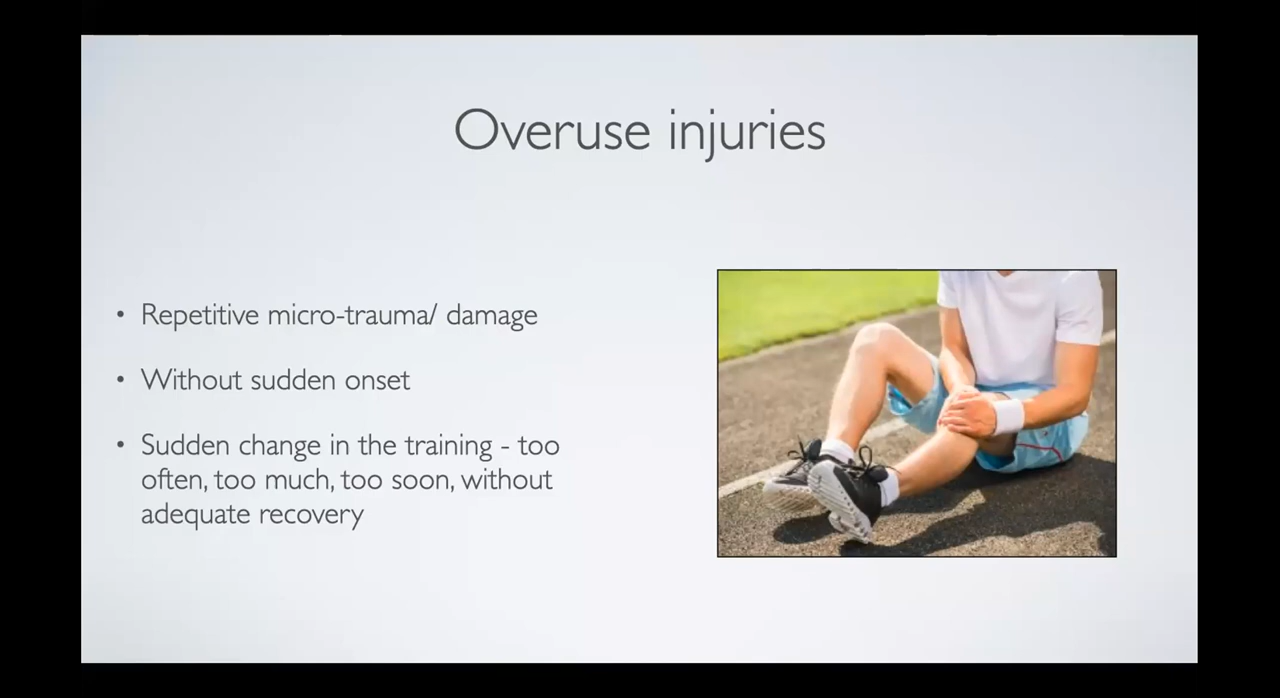 Overuse injuries
• Repetitive micro-trauma/ damage
• Without sudden onset
• Sudden change in the training - too
often, too much, too soon, without
adequate recovery